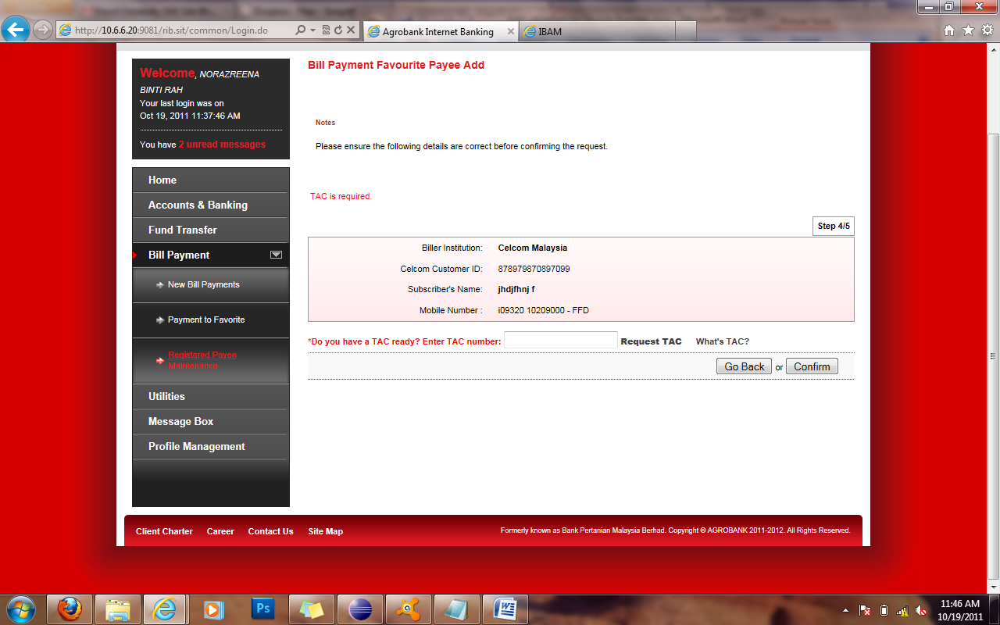 http://10.6.6.20:9081/rib.sit/common/Login.do
Agrobank Internet Banking
IBAM
Welcome, NORAZREENA
BINTI RAH
Your last login was on
Oct 19, 2011 11:37:46 AM
You have 2 unread messages
Home
Accounts & Banking
Fund Transfer
Bill Payment
New Bill Payments
Payment to Favorite
Registered Payee
Maintenance
Utilities
Message Box
Profile Management
Bill Payment Favourite Payee Add
Notes
Please ensure the following details are correct before confirming the request.
TAC is required.
Step 4/5
Biller Institution: Celcom Malaysia
Celcom Customer ID: 878979870897099
Subscriber's Name: jhdjfhnj f
Mobile Number : i09320 10209000 - FFD
*Do you have a TAC ready? Enter TAC number: Request TAC What's TAC?
Go Back or Confirm
Client Charter Career Contact Us Site Map
Formerly known as Bank Pertanian Malaysia Berhad. Copyright © AGROBANK 2011-2012. All Rights Reserved.
Ps
11:46 AM
10/19/2011